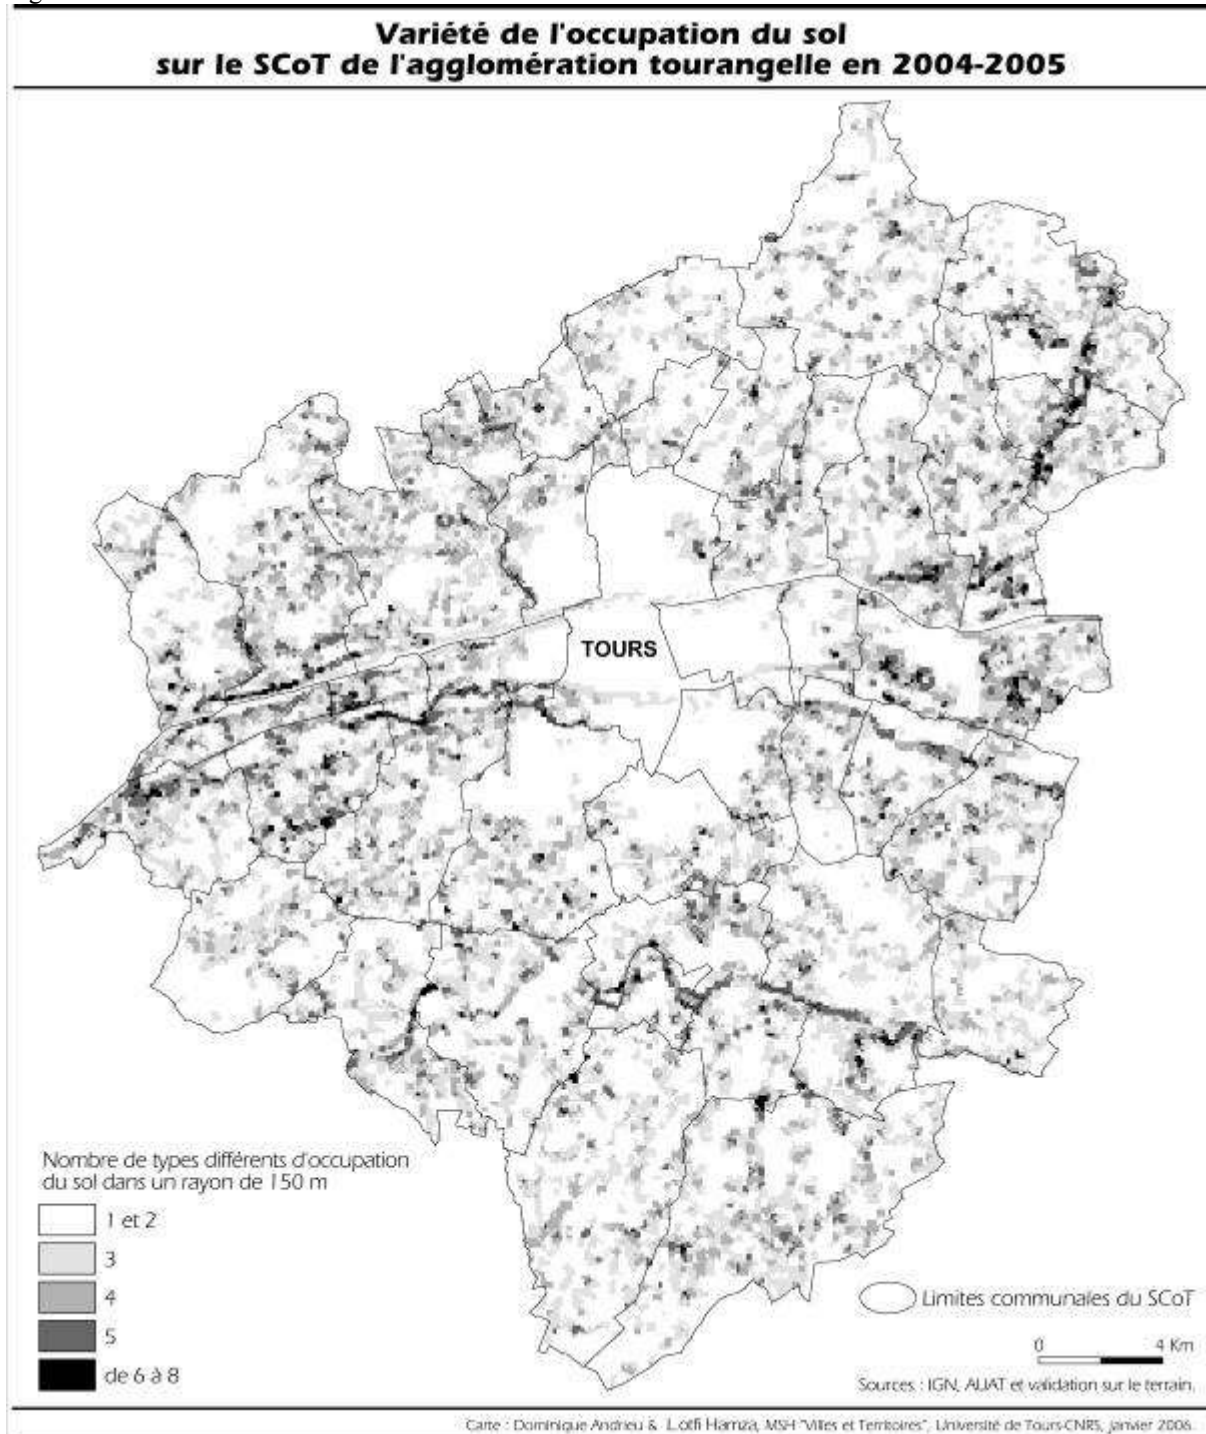 Variété de l'occupation du sol
sur le SCoT de l'agglomération tourangelle en 2004-2005
TOURS
Nombre de types différents d'occupation
du sol dans un rayon de 150 m
1 et 2
3
4
5
de 6 à 8
Limites communales du SCoT
0 4 Km
Sources : IGN, AUAT et validation sur le terrain.
Carte : Dominique Andrieu & Lotfi Hamza, MSH "Villes et Territoires", Université de Tours-CNRS, janvier 2006.